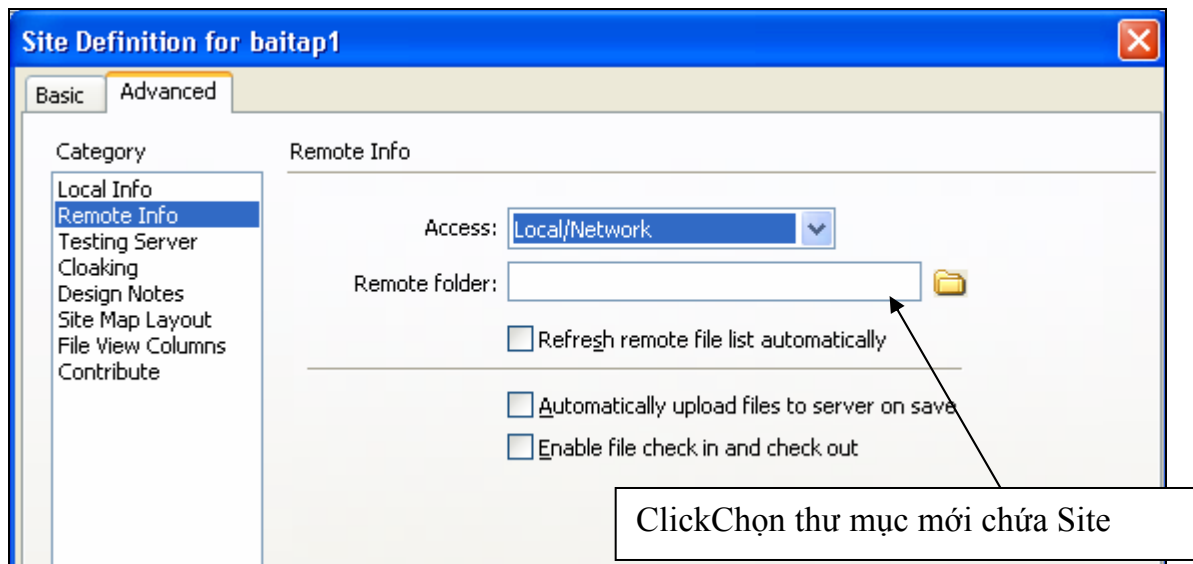 Site Definition for baitap1
Basic
Advanced
Category
Local Info
Remote Info
Testing Server
Cloaking
Design Notes
Site Map Layout
File View Columns
Contribute
Remote Info
Access: Local/Network
Remote folder:
Refresh remote file list automatically
Automatically upload files to server on save
Enable file check in and check out
ClickChọn thư mục mới chứa Site